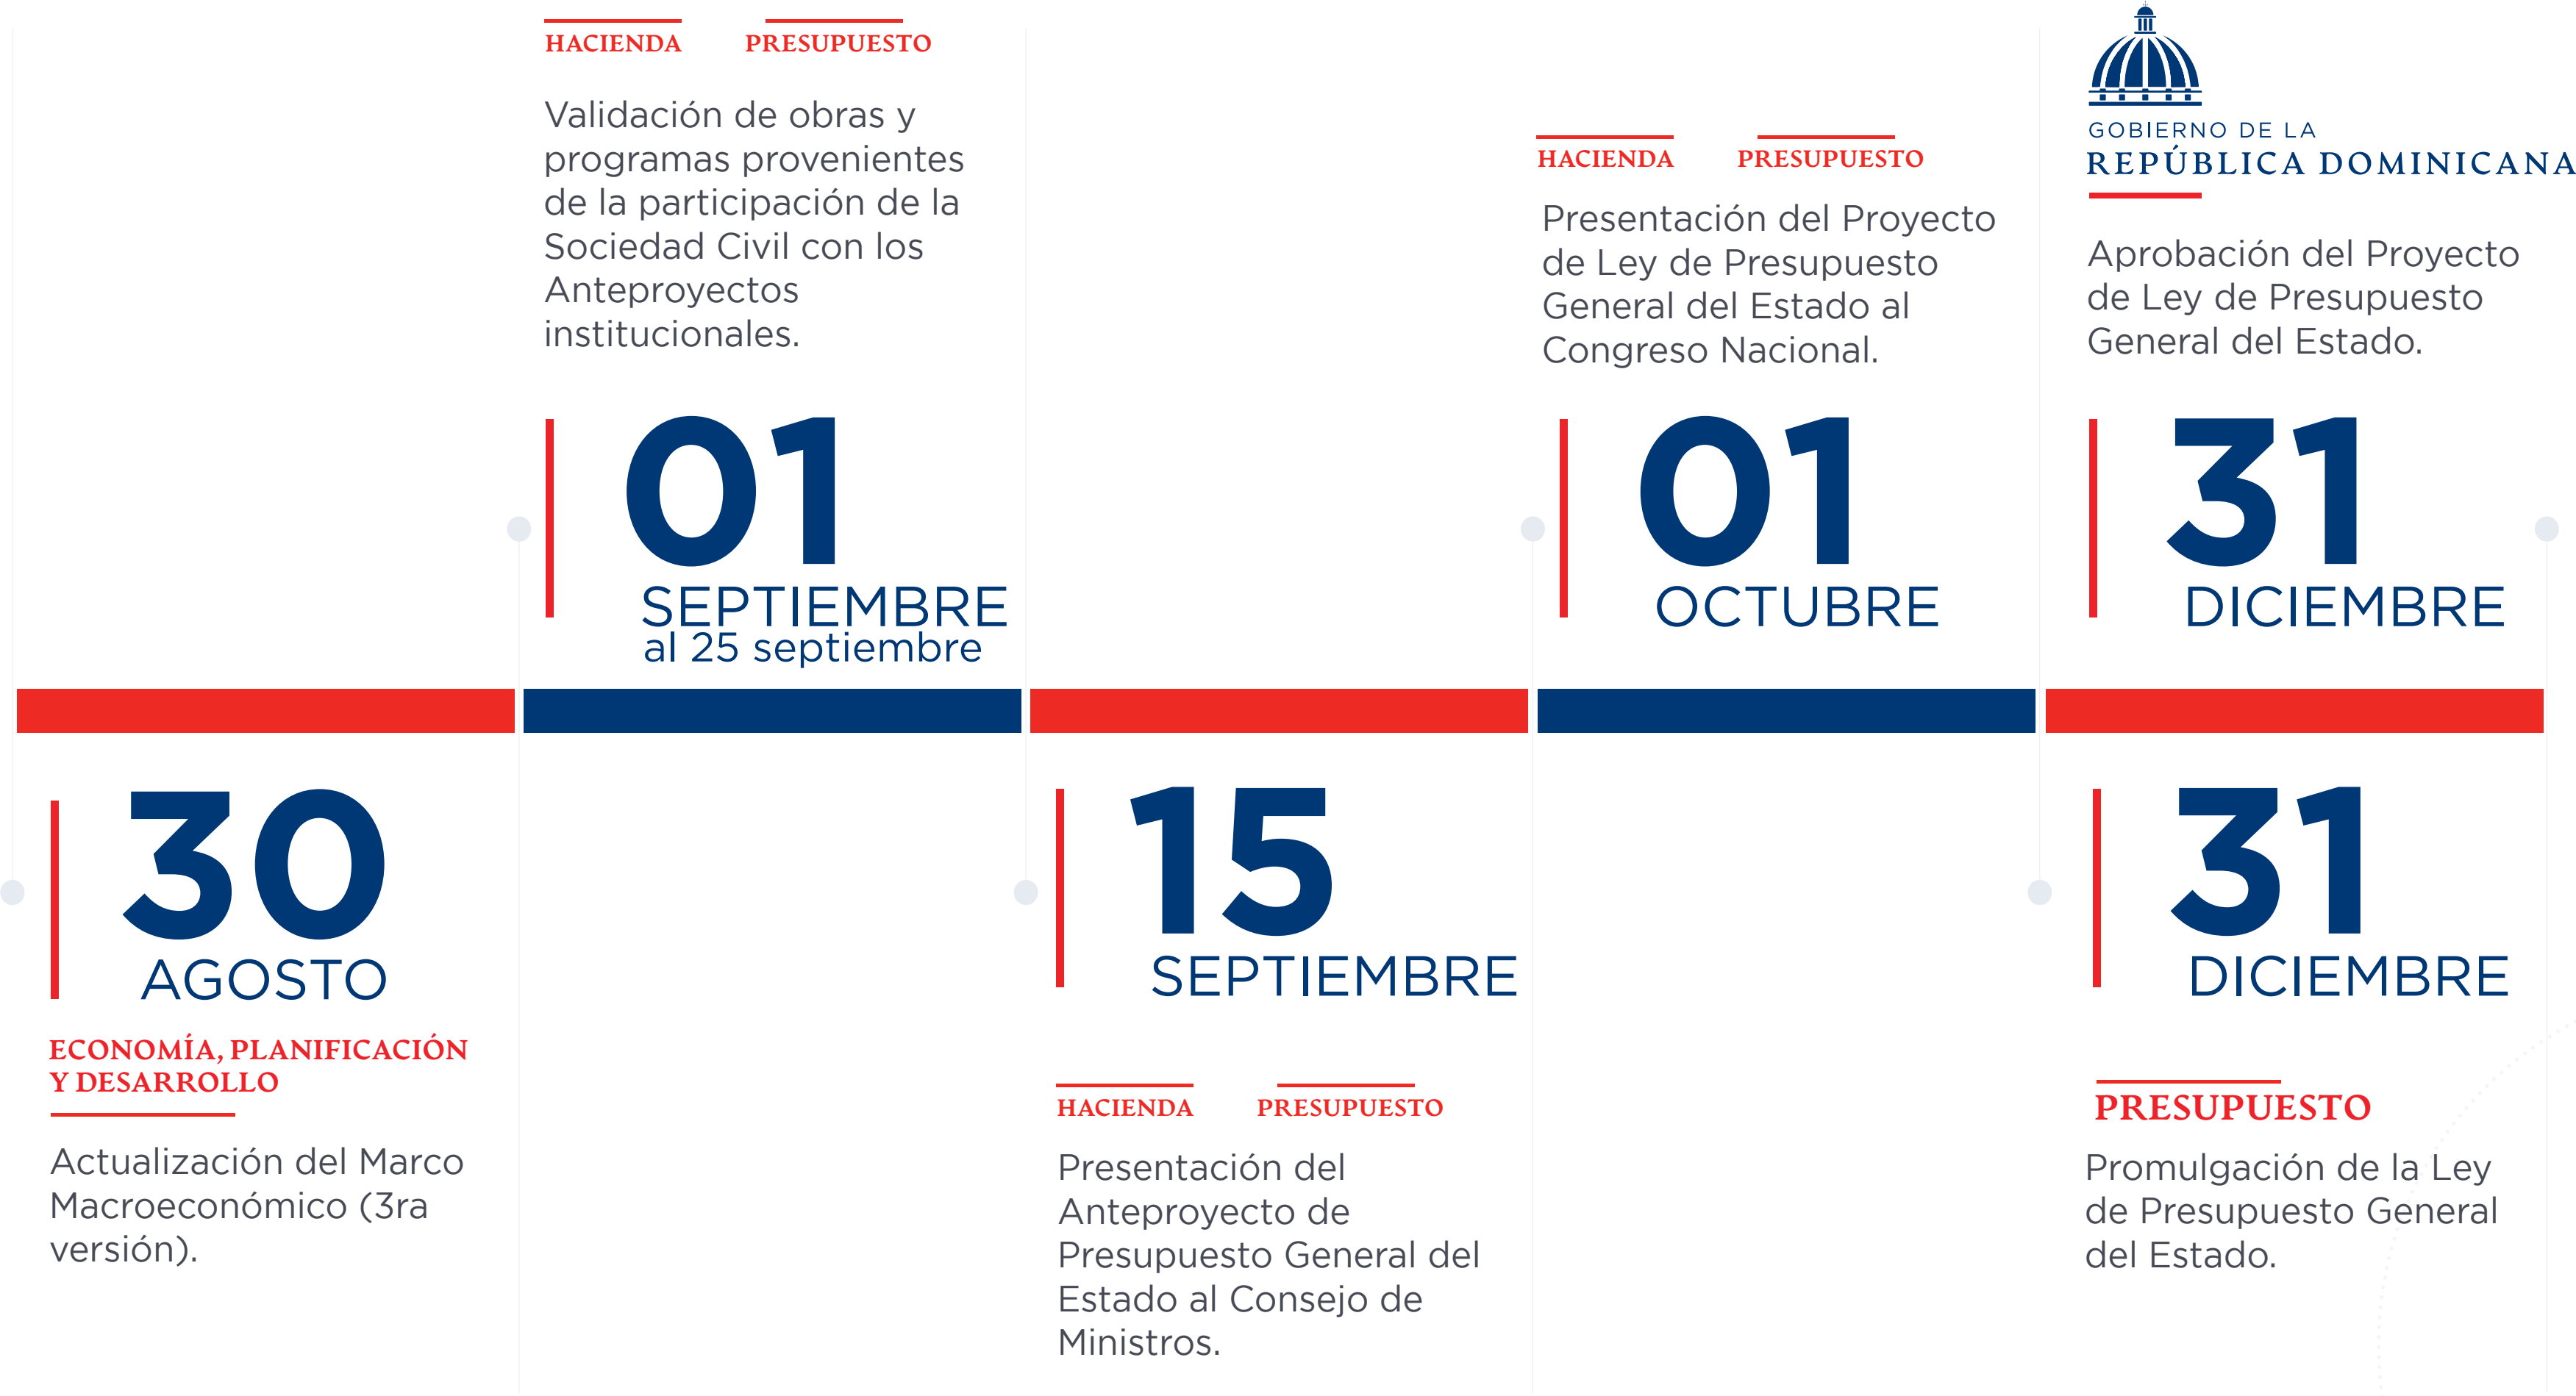 HACIENDA PRESUPUESTO
Validación de obras y
programas provenientes
de la participación de la
Sociedad Civil con los
Anteproyectos
institucionales.
01
SEPTIEMBRE
al 25 septiembre
HACIENDA PRESUPUESTO
Presentación del Proyecto
de Ley de Presupuesto
General del Estado al
Congreso Nacional.
01
OCTUBRE
GOBIERNO DE LA
REPÚBLICA DOMINICANA
Aprobación del Proyecto
de Ley de Presupuesto
General del Estado.
31
DICIEMBRE
30
AGOSTO
ECONOMÍA, PLANIFICACIÓN
Y DESARROLLO
Actualización del Marco
Macroeconómico (3ra
versión).
15
SEPTIEMBRE
HACIENDA PRESUPUESTO
Presentación del
Anteproyecto de
Presupuesto General del
Estado al Consejo de
Ministros.
31
DICIEMBRE
PRESUPUESTO
Promulgación de la Ley
de Presupuesto General
del Estado.